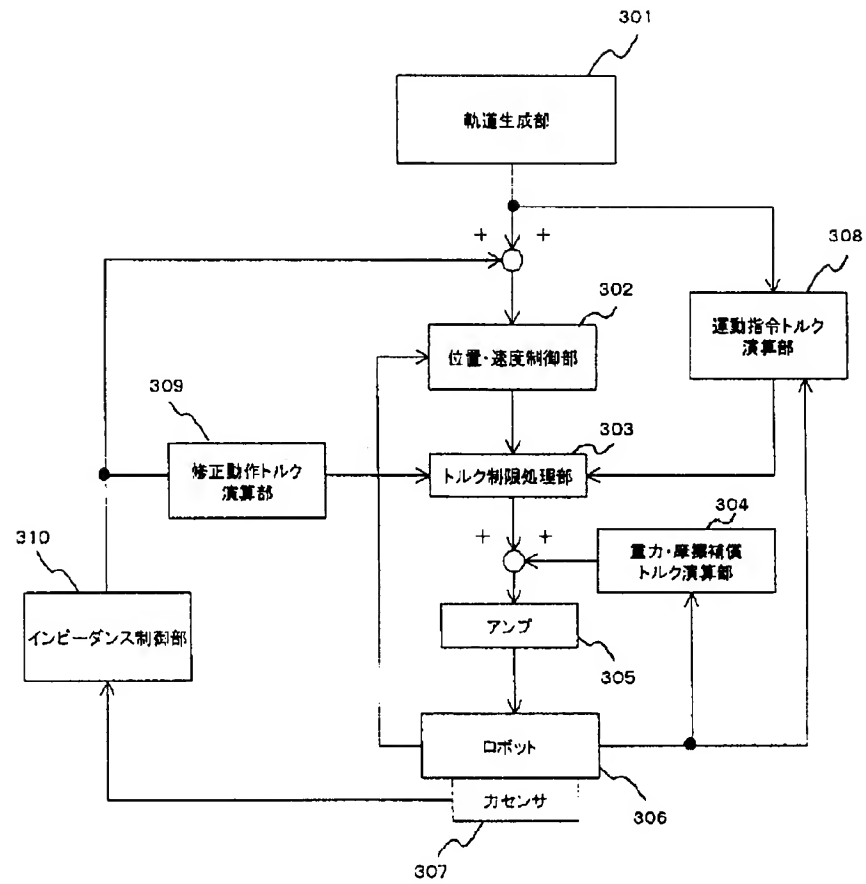 301
軌道生成部
+ +
308
運動指令トルク
演算部
302
位置・速度制御部
309
修正動作トルク
演算部
303
トルク制限処理部
304
+ +
重力・摩擦補償
トルク演算部
310
インピーダンス制御部
アンプ
305
ロボット
306
力センサ
307